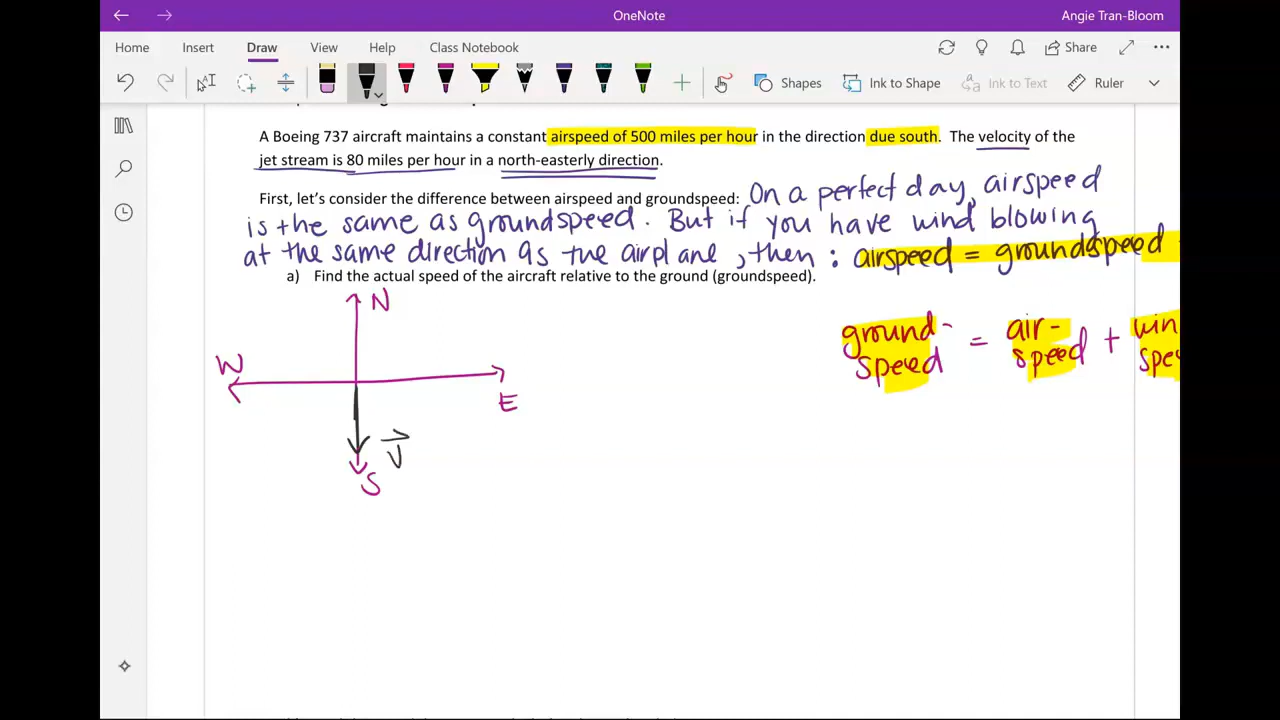 OneNote
Angie Tran-Bloom
Home Insert Draw View Help Class Notebook Share
Shapes Ink to Shape Ink to Text Ruler
A Boeing 737 aircraft maintains a constant airspeed of 500 miles per hour in the direction due south. The velocity of the
jet stream is 80 miles per hour in a north-easterly direction.
First, let's consider the difference between airspeed and groundspeed: On a perfect day, airspeed
is the same as groundspeed. But if you have wind blowing
at the same direction as the airplane, then : airspeed = groundspeed
a) Find the actual speed of the aircraft relative to the ground (groundspeed).
N
ground- = air- + win
speed speed spe
W
E
V
S